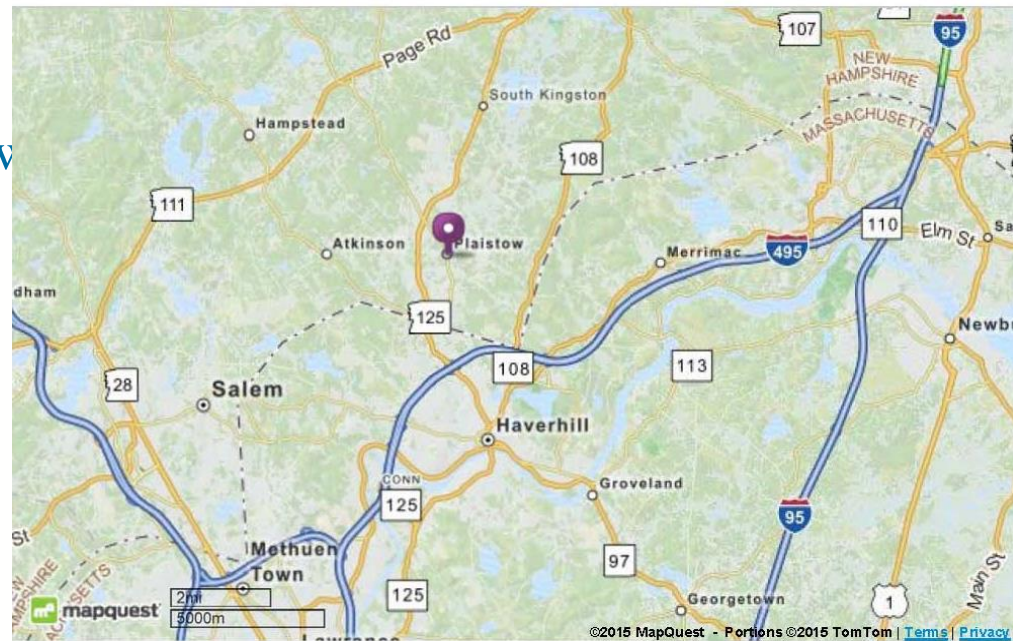 107
95
Page Rd
NEW
HAMPSHIRE
South Kingston
MASSACHUSETTS
Hampstead
108
111
110
Elm St
Atkinson
Plaistow
Merrimac
495
125
108
113
28
Salem
Haverhill
CONN
125
Groveland
95
97
Methuen
Town
125
Georgetown
1
Main St
St
mapquest
2mi
5000m
Lawrence
©2015 MapQuest - Portions ©2015 TomTom | Terms | Privacy